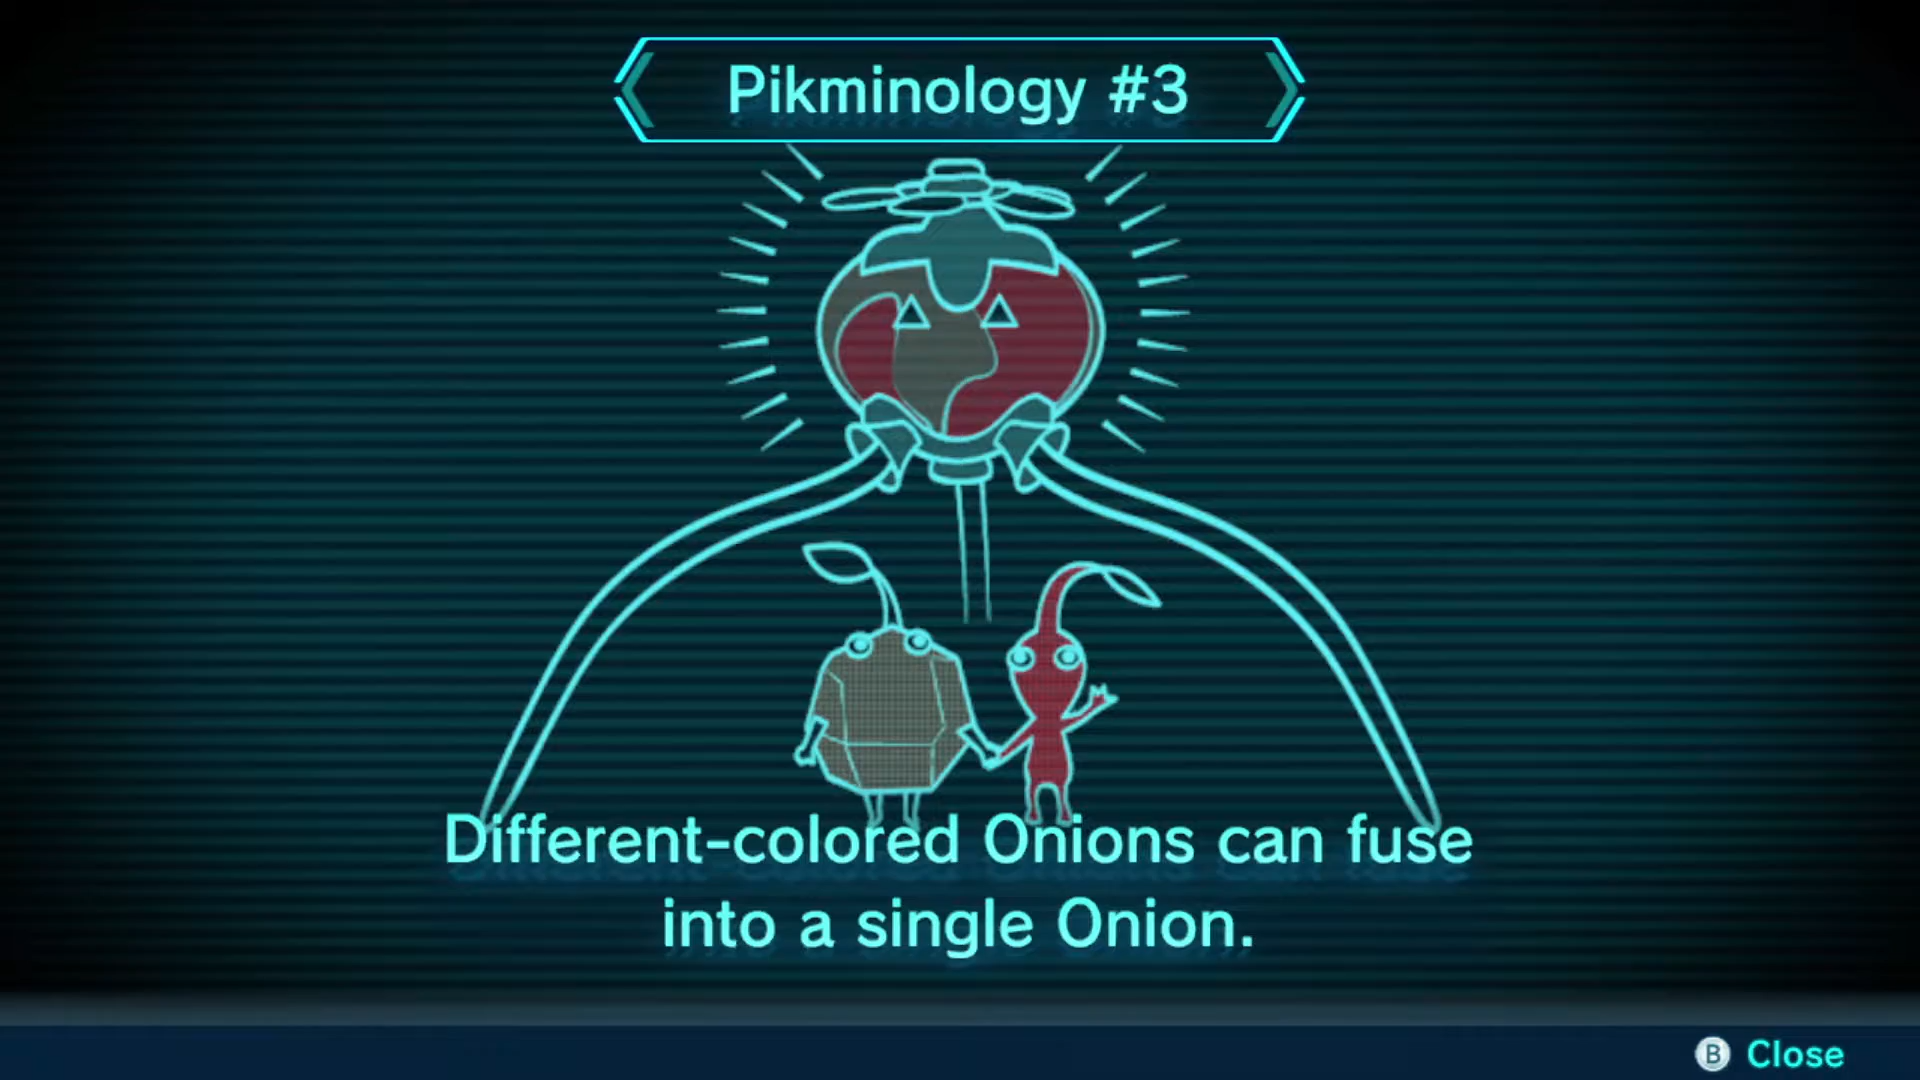 Pikminology #3
Different-colored Onions can fuse
into a single Onion.
B Close